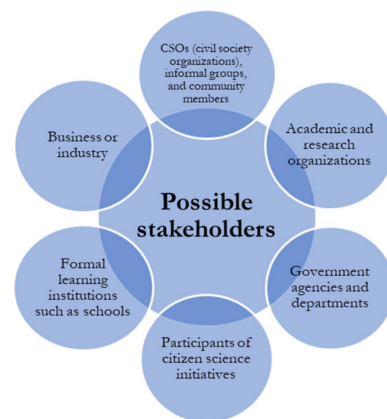 CSOs (civil society
organizations),
informal groups,
and community
members
Academic and
research
organizations
Government
agencies and
departments
Participants of
citizen science
initiatives
Formal
learning
institutions
such as schools
Business or
industry
Possible
stakeholders